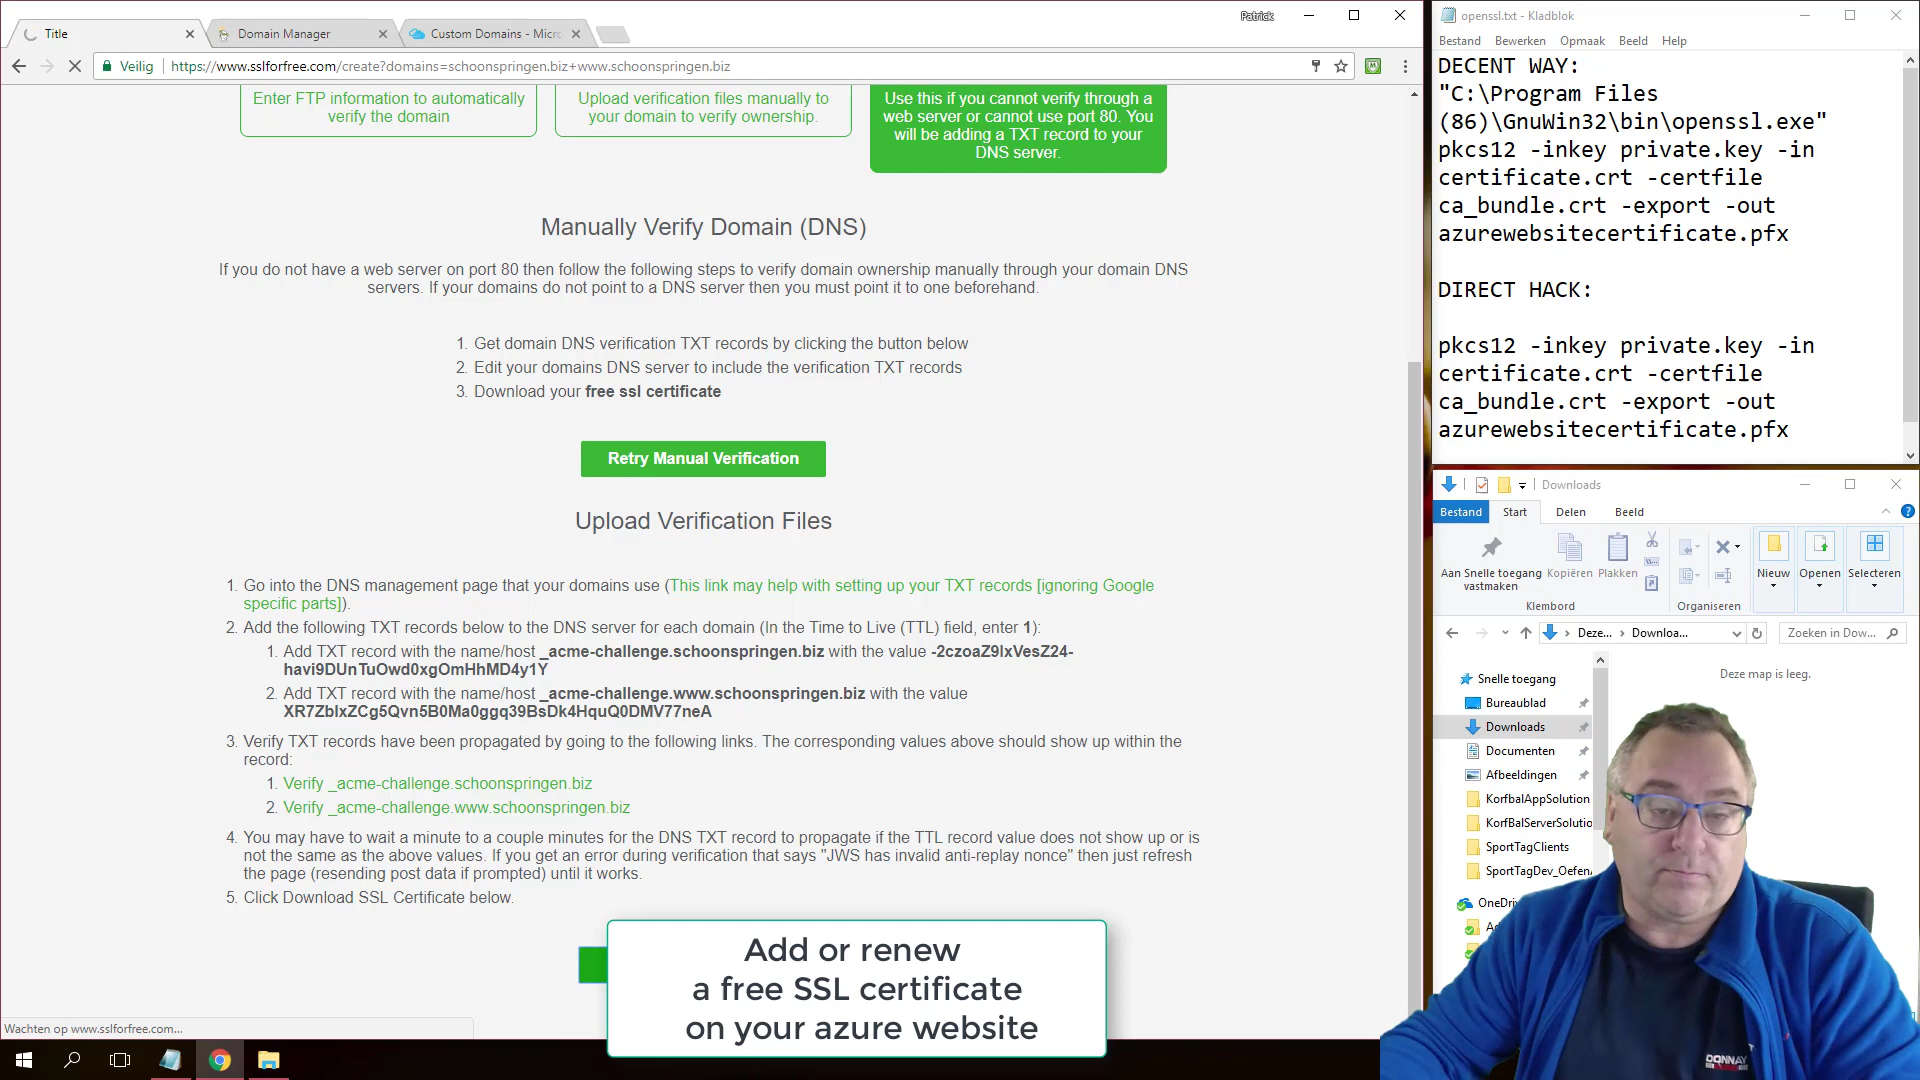 Title
Domain Manager
Custom Domains - Micr
Patrick
Veilig
https://www.sslforfree.com/create?domains=schoonspringen.biz+www.schoonspringen.biz
Enter FTP information to automatically
verify the domain
Upload verification files manually to
your domain to verify ownership.
Use this if you cannot verify through a
web server or cannot use port 80. You
will be adding a TXT record to your
DNS server.
Manually Verify Domain (DNS)
If you do not have a web server on port 80 then follow the following steps to verify domain ownership manually through your domain DNS
servers. If your domains do not point to a DNS server then you must point it to one beforehand.
1. Get domain DNS verification TXT records by clicking the button below
2. Edit your domains DNS server to include the verification TXT records
3. Download your free ssl certificate
Retry Manual Verification
Upload Verification Files
1. Go into the DNS management page that your domains use (This link may help with setting up your TXT records [ignoring Google
specific parts]).
2. Add the following TXT records below to the DNS server for each domain (In the Time to Live (TTL) field, enter 1):
1. Add TXT record with the name/host _acme-challenge.schoonspringen.biz with the value -2czoaZ9IxVesZ24-
havi9DUnTuOwd0xgOmHhMD4y1Y
2. Add TXT record with the name/host _acme-challenge.www.schoonspringen.biz with the value
XR7ZbIxZCg5Qvn5B0Ma0ggq39BsDk4HquQ0DMV77neA
3. Verify TXT records have been propagated by going to the following links. The corresponding values above should show up within the
record:
1. Verify _acme-challenge.schoonspringen.biz
2. Verify _acme-challenge.www.schoonspringen.biz
4. You may have to wait a minute to a couple minutes for the DNS TXT record to propagate if the TTL record value does not show up or is
not the same as the above values. If you get an error during verification that says "JWS has invalid anti-replay nonce" then just refresh
the page (resending post data if prompted) until it works.
5. Click Download SSL Certificate below.
Add or renew
a free SSL certificate
on your azure website
Wachten op www.sslforfree.com...
openssl.txt - Kladblok
Bestand Bewerken Opmaak Beeld Help
DECENT WAY:
"C:\Program Files
(86)\GnuWin32\bin\openssl.exe"
pkcs12 -inkey private.key -in
certificate.crt -certfile
ca_bundle.crt -export -out
azurewebsitecertificate.pfx
DIRECT HACK:
pkcs12 -inkey private.key -in
certificate.crt -certfile
ca_bundle.crt -export -out
azurewebsitecertificate.pfx
Downloads
Bestand Start Delen Beeld
Aan Snelle toegang
vastmaken
Kopiëren
Plakken
Nieuw
Openen
Selecteren
Klembord
Organiseren
Deze... Downloa...
Zoeken in Dow...
Snelle toegang
Bureaublad
Downloads
Documenten
Afbeeldingen
KorfbalAppSolution
KorfBalServerSolutio
SportTagClients
SportTagDev_Oefen
OneDriv
Deze map is leeg.
DONNAY